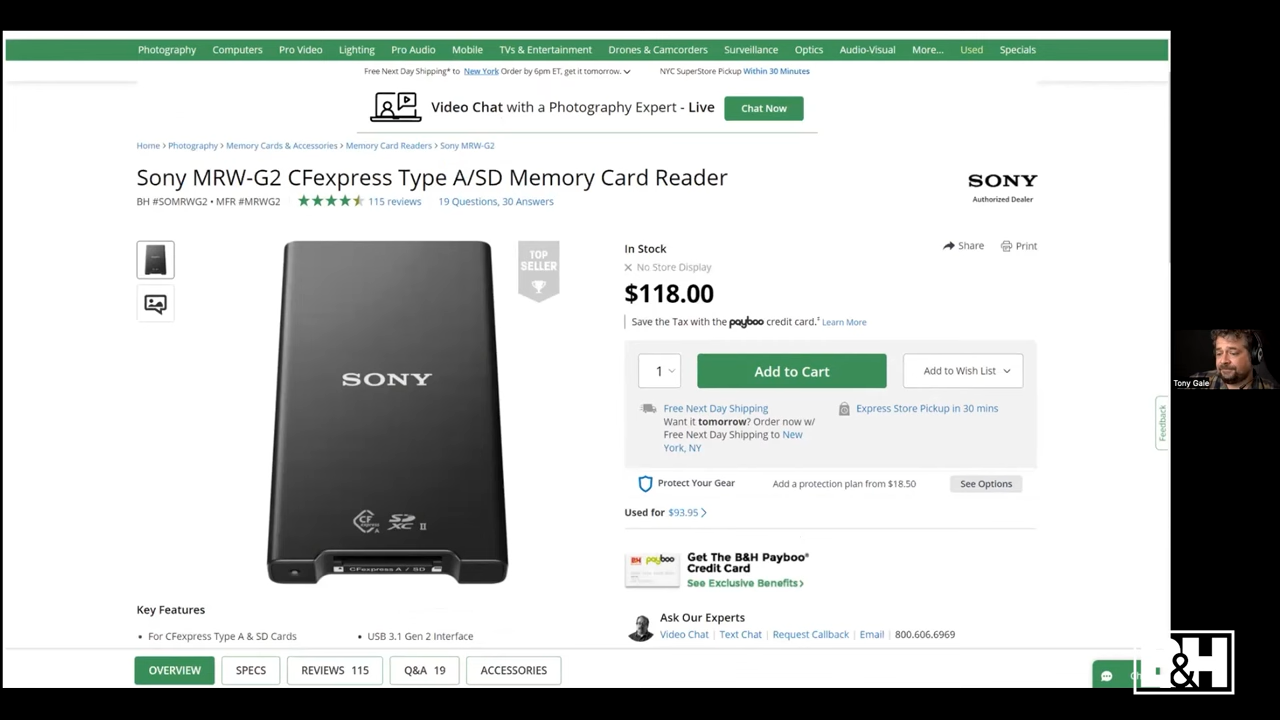 Photography Computers Pro Video Lighting Pro Audio Mobile TVs & Entertainment Drones & Camcorders Surveillance Optics Audio-Visual More... Used Specials
Free Next Day Shipping* to New York Order by 6pm ET, get it tomorrow. NYC SuperStore Pickup Within 30 Minutes
Video Chat with a Photography Expert - Live Chat Now
Home > Photography > Memory Cards & Accessories > Memory Card Readers > Sony MRW-G2
Sony MRW-G2 CFexpress Type A/SD Memory Card Reader
SONY
Authorized Dealer
BH #SOMRWG2 • MFR #MRWG2 115 reviews 19 Questions, 30 Answers
TOP
SELLER
SONY
CF
express
A
SD
XC II
CFexpress A / SD
In Stock
Share Print
No Store Display
$118.00
Save the Tax with the payboo credit card.‡ Learn More
1 Add to Cart Add to Wish List
Free Next Day Shipping
Want it tomorrow? Order now w/
Free Next Day Shipping to New
York, NY
Express Store Pickup in 30 mins
Protect Your Gear Add a protection plan from $18.50 See Options
Used for $93.95 >
BH payboo
Get The B&H Payboo®
Credit Card
See Exclusive Benefits>
Ask Our Experts
Video Chat | Text Chat | Request Callback | Email | 800.606.6969
Key Features
• For CFexpress Type A & SD Cards
• USB 3.1 Gen 2 Interface
OVERVIEW SPECS REVIEWS 115 Q&A 19 ACCESSORIES
Feedback
Tony Gale
B&H